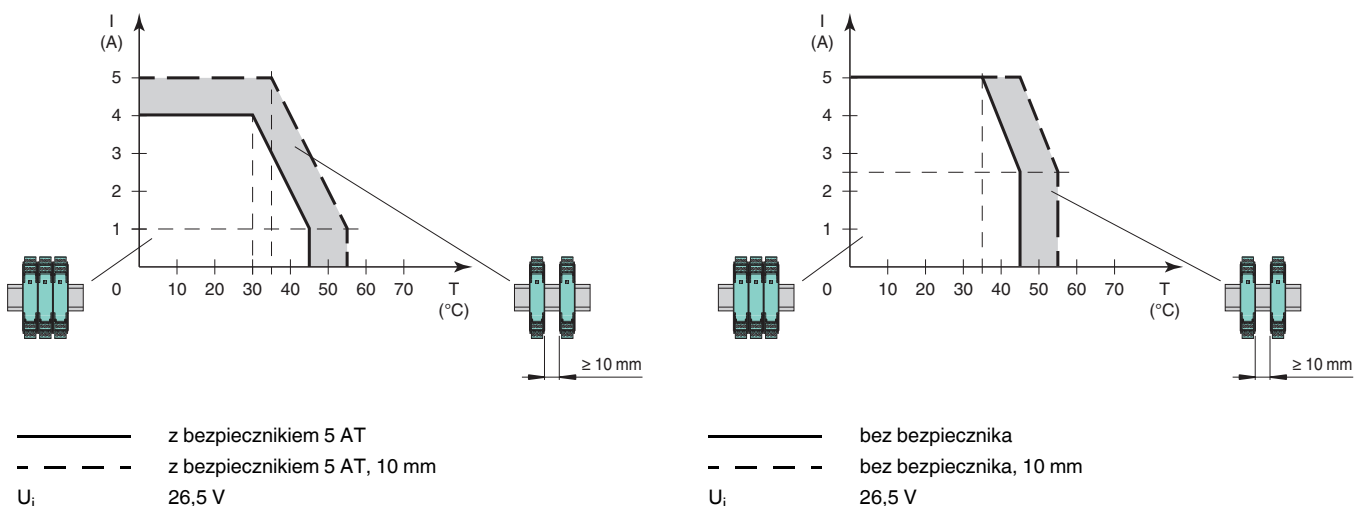 I
(A)
5
4
3
2
1
0
10 20 30 40 50 60 70
T
(°C)
≥ 10 mm
z bezpiecznikiem 5 AT
z bezpiecznikiem 5 AT, 10 mm
Ui 26,5 V
I
(A)
5
4
3
2
1
0
10 20 30 40 50 60 70
T
(°C)
≥ 10 mm
bez bezpiecznika
bez bezpiecznika, 10 mm
Ui 26,5 V